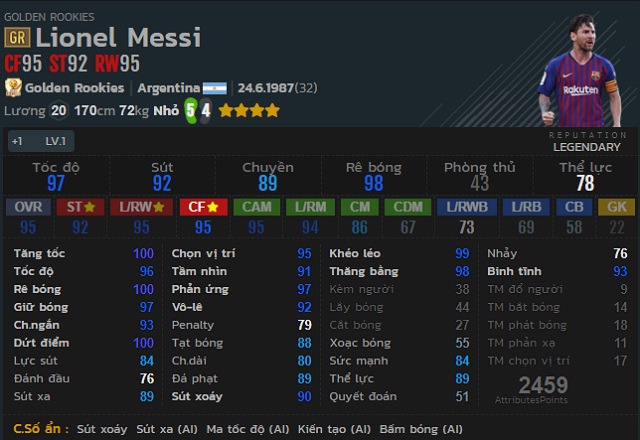 GOLDEN ROOKIES
GR Lionel Messi
CF95 ST92 RW95
Golden Rookies Argentina 24.6.1987(32)
Lương 20 170cm 72kg Nhỏ 5 4
Rakuten
REPUTATION
LEGENDARY
+1 LV.1
Tốc độ Sút Chuyền Rê bóng Phòng thủ Thể lực
97 92 89 98 43 78
OVR ST L/RW CF CAM L/RM CM CDM L/RWB L/RB CB GK
95 92 95 95 95 94 86 67 73 69 58 22
Tăng tốc 100 Chọn vị trí 95 Khéo léo 99 Nhảy 76
Tốc độ 96 Tầm nhìn 91 Thăng bằng 98 Bình tĩnh 93
Rê bóng 100 Phản ứng 97 Kèm người 38 TM đổ người 9
Giữ bóng 97 Vô-lê 92 Lấy bóng 44 TM bắt bóng 14
Ch.ngắn 93 Penalty 79 Cắt bóng 27 TM phát bóng 18
Dứt điểm 100 Tạt bóng 88 Xoạc bóng 55 TM phản xạ 11
Lực sút 84 Ch.dài 80 Sức mạnh 84 TM chọn vị trí 17
Đánh đầu 76 Đá phạt 89 Thể lực 89 2459
Sút xa 89 Sút xoáy 90 Quyết đoán 51 AttributesPoints
C.Số ẩn : Sút xoáy Sút xa (AI) Ma tốc độ (AI) Kiến tạo (AI) Bấm bóng (AI)